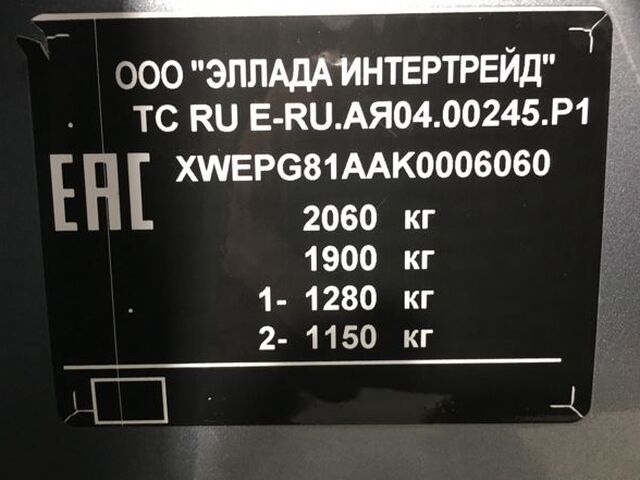 ООО "ЭЛЛАДА ИНТЕРТРЕЙД"
ТС RU Е-RU.АЯ04.00245.Р1
EAC
XWEPG81AAK0006060
2060 кг
1900 кг
1- 1280 кг
2- 1150 кг